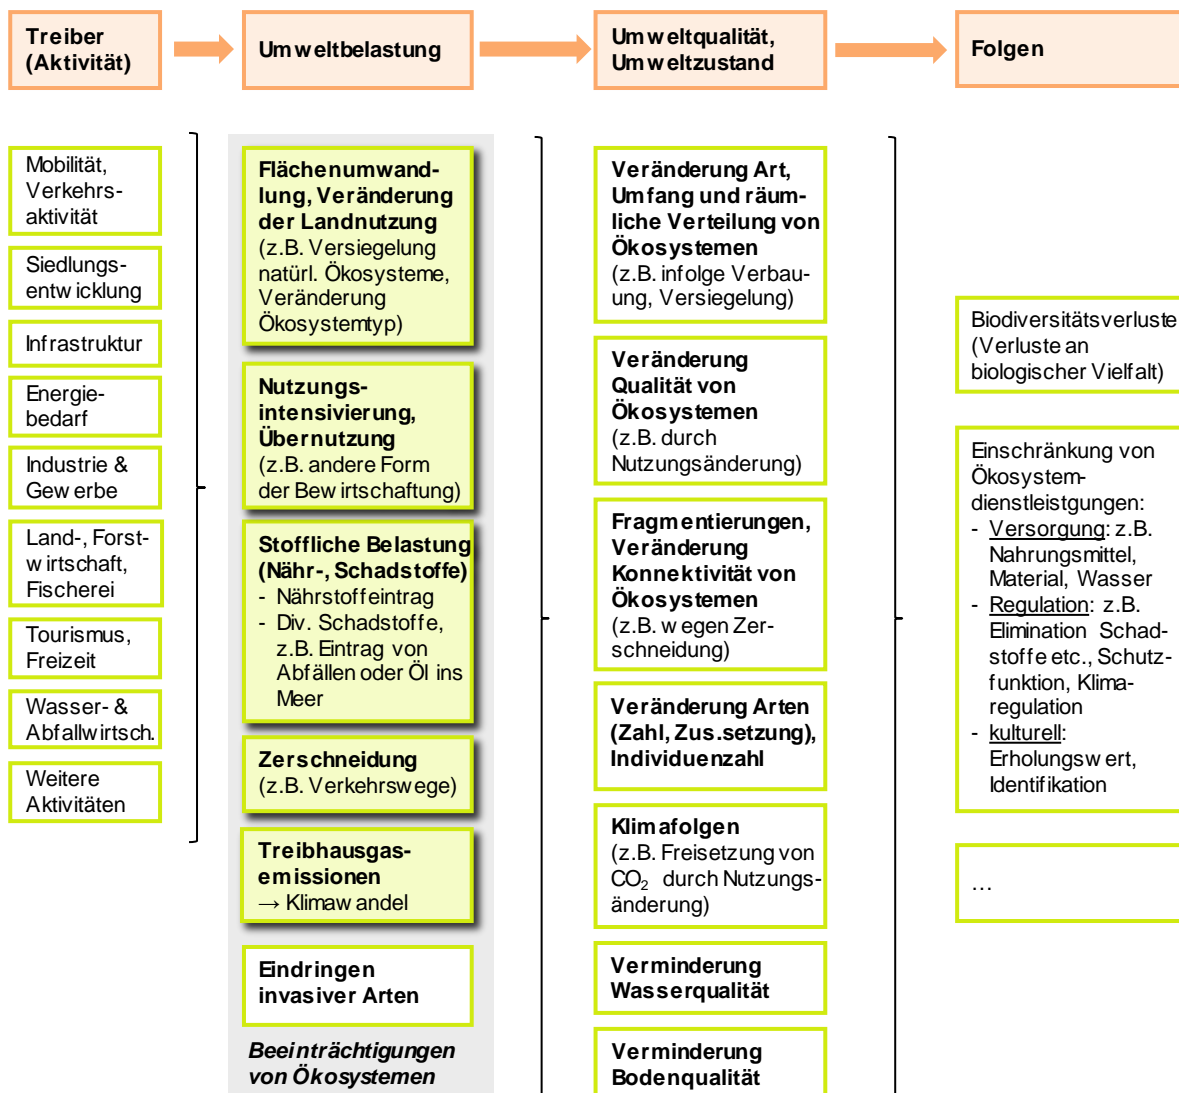 Treiber
(Aktivität)
Umweltbelastung
Umweltqualität,
Umweltzustand
Folgen
Mobilität,
Verkehrs-
aktivität
Siedlungs-
entwicklung
Infrastruktur
Energie-
bedarf
Industrie &
Gewerbe
Land-, Forst-
wirtschaft,
Fischerei
Tourismus,
Freizeit
Wasser- &
Abfallwirtsch.
Weitere
Aktivitäten
Flächenumwand-
lung, Veränderung
der Landnutzung
(z.B. Versiegelung
natürl. Ökosysteme,
Veränderung
Ökosystemtyp)
Nutzungs-
intensivierung,
Übernutzung
(z.B. andere Form
der Bewirtschaftung)
Stoffliche Belastung
(Nähr-, Schadstoffe)
- Nährstoffeintrag
- Div. Schadstoffe,
z.B. Eintrag von
Abfällen oder Öl ins
Meer
Zerschneidung
(z.B. Verkehrswege)
Treibhausgas-
emissionen
→ Klimawandel
Eindringen
invasiver Arten
Beeinträchtigungen
von Ökosystemen
Veränderung Art,
Umfang und räum-
liche Verteilung von
Ökosystemen
(z.B. infolge Verbau-
ung, Versiegelung)
Veränderung
Qualität von
Ökosystemen
(z.B. durch
Nutzungsänderung)
Fragmentierungen,
Veränderung
Konnektivität von
Ökosystemen
(z.B. wegen Zer-
schneidung)
Veränderung Arten
(Zahl, Zus.setzung),
Individuenzahl
Klimafolgen
(z.B. Freisetzung von
CO₂ durch Nutzungs-
änderung)
Verminderung
Wasserqualität
Verminderung
Bodenqualität
Biodiversitätsverluste
(Verluste an
biologischer Vielfalt)
Einschränkung von
Ökosystem-
dienstleistgungen:
- Versorgung: z.B.
Nahrungsmittel,
Material, Wasser
- Regulation: z.B.
Elimination Schad-
stoffe etc., Schutz-
funktion, Klima-
regulation
- kulturell:
Erholungswert,
Identifikation
…